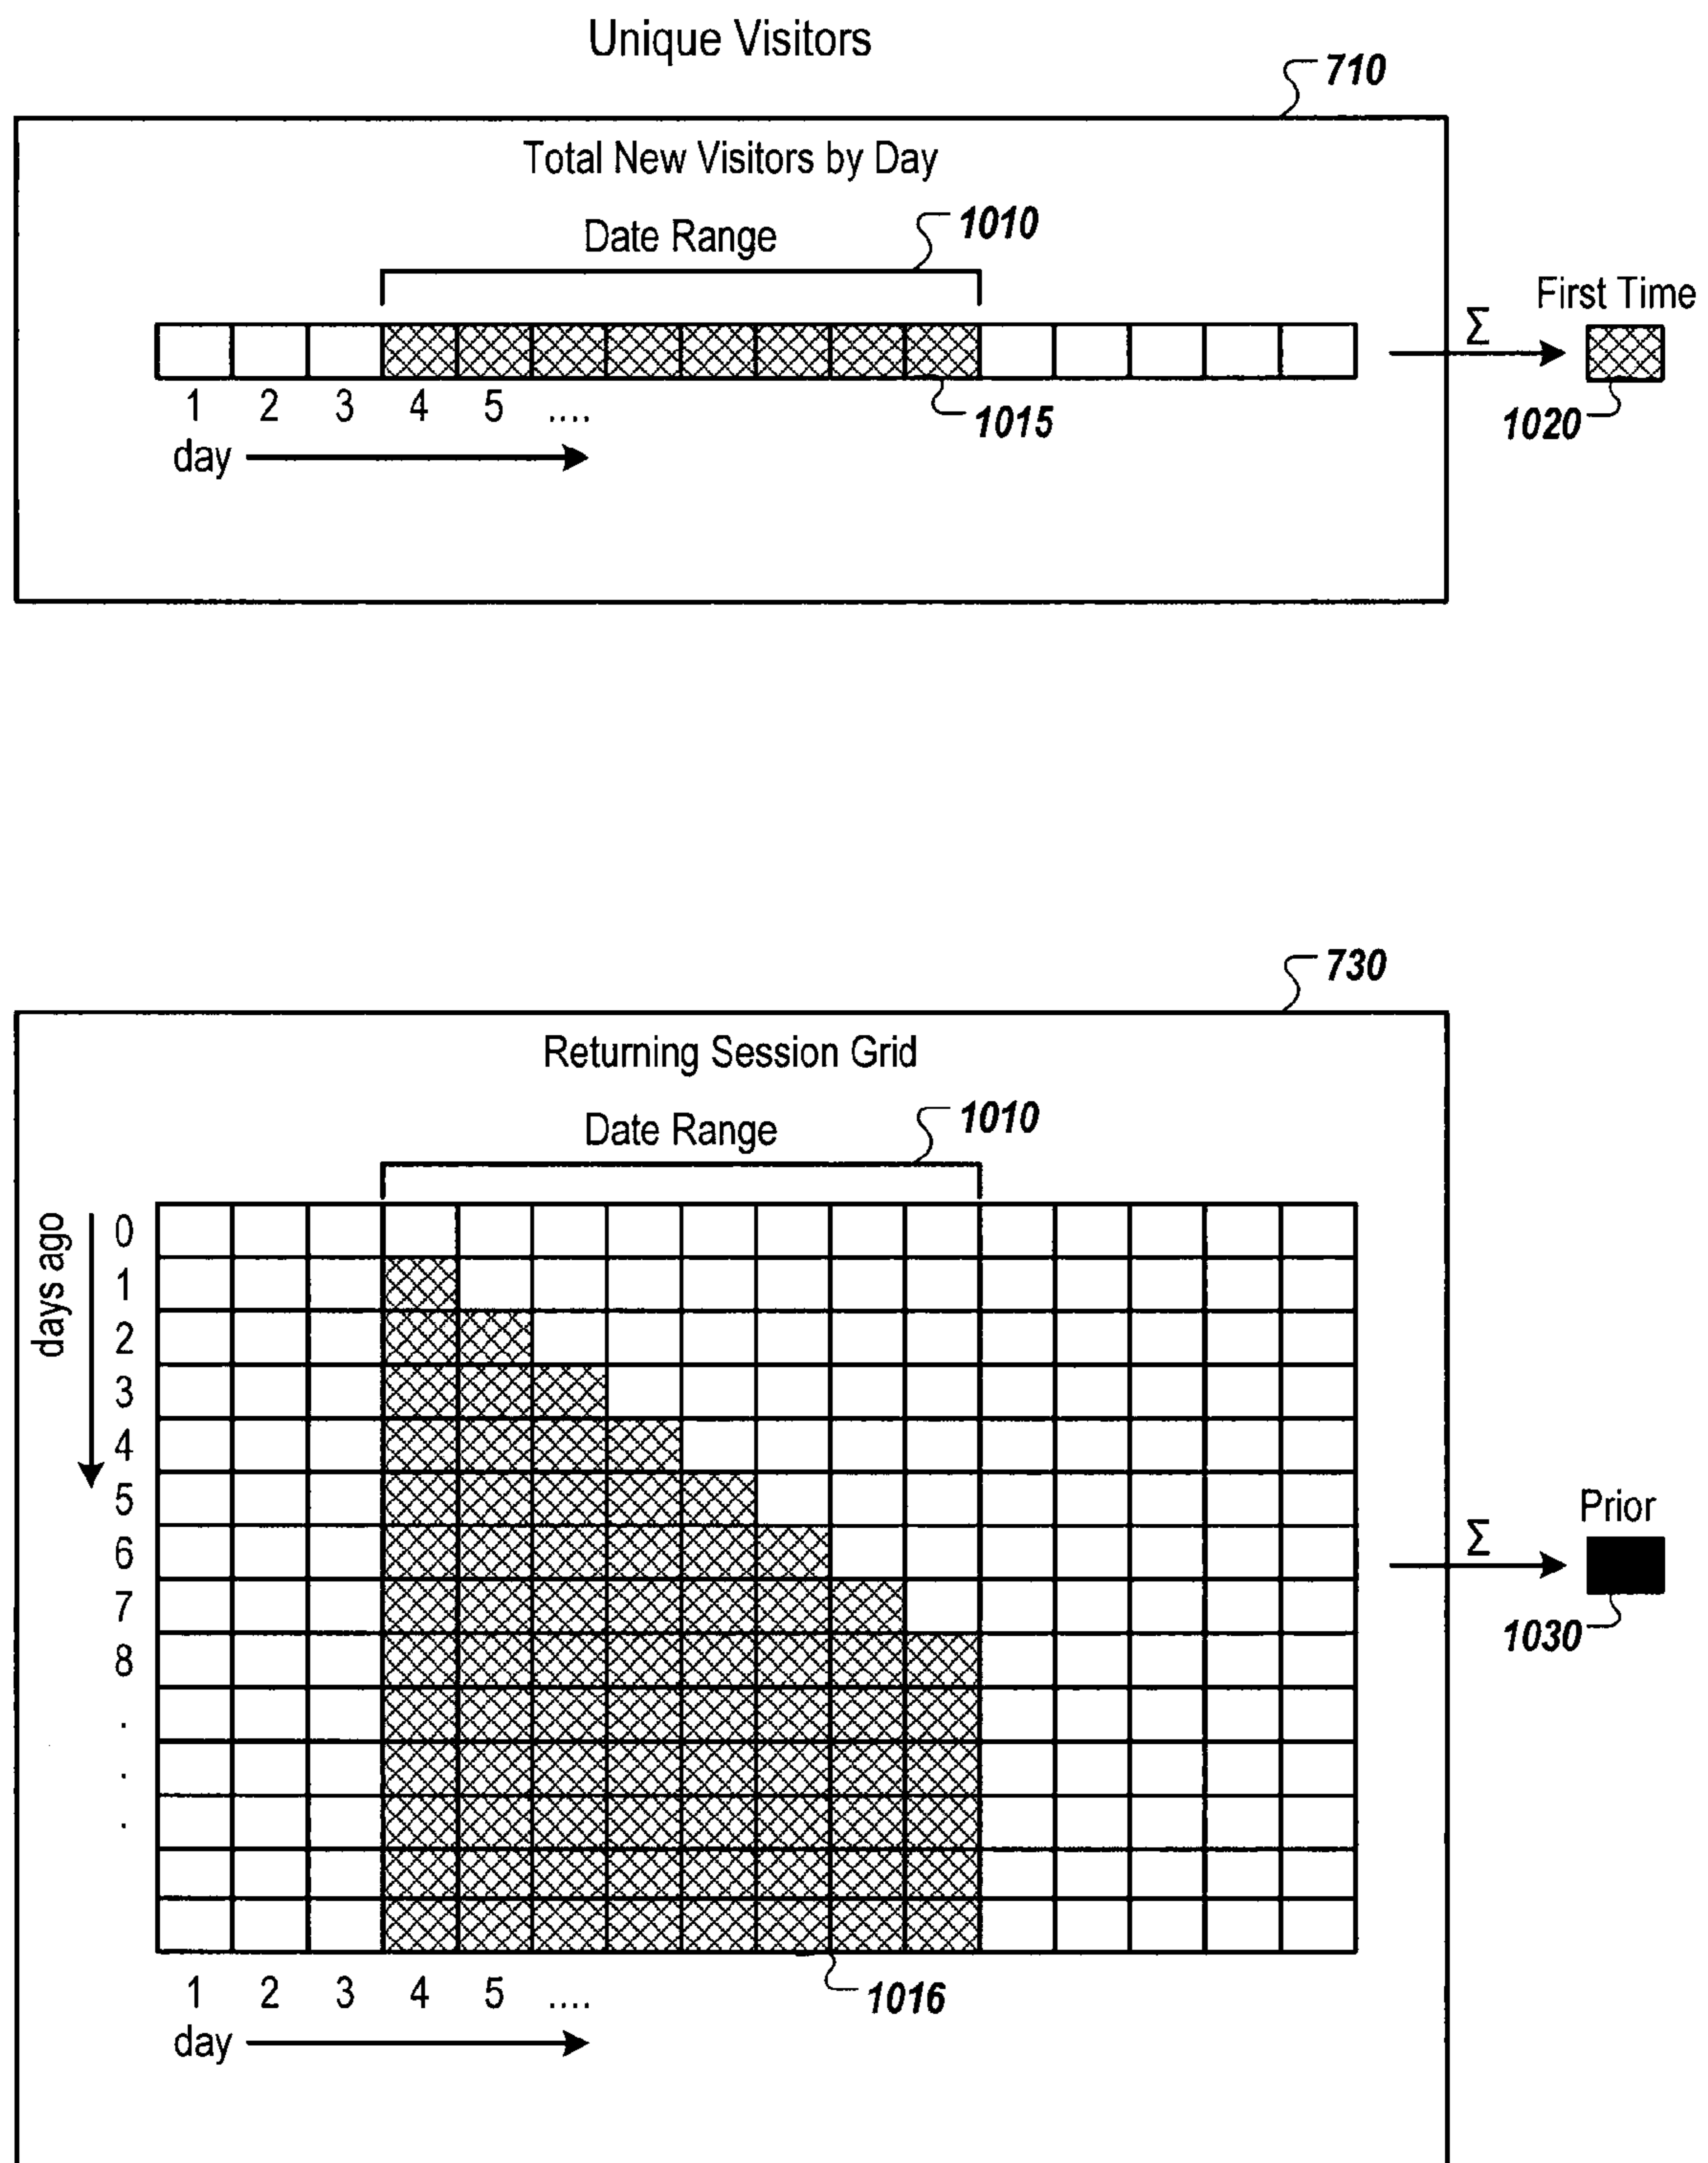 Unique Visitors
710
Total New Visitors by Day
Date Range
1010
First Time
Σ
1 2 3 4 5 ....
1015
1020
day
730
Returning Session Grid
Date Range
1010
days ago
0
1
2
3
4
5
6
7
8
.
.
.
Prior
Σ
1030
1 2 3 4 5 ....
1016
day